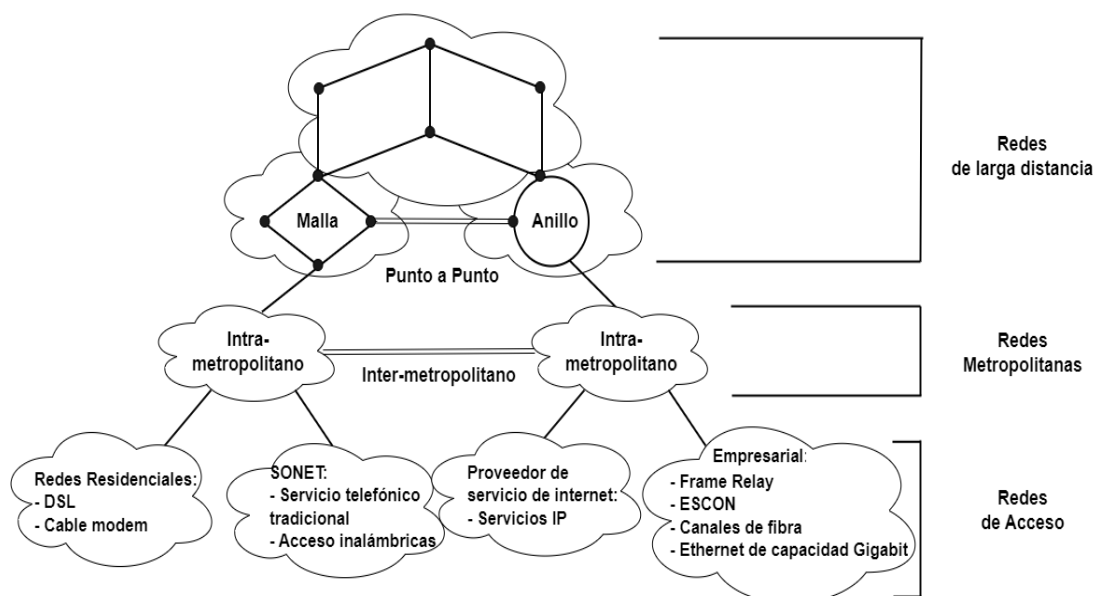 Redes
de larga distancia
Malla
Anillo
Punto a Punto
Intra-
metropolitano
Inter-metropolitano
Intra-
metropolitano
Redes
Metropolitanas
Redes Residenciales:
- DSL
- Cable modem
SONET:
- Servicio telefónico
tradicional
- Acceso inalámbricas
Proveedor de
servicio de internet:
- Servicios IP
Empresarial:
- Frame Relay
- ESCON
- Canales de fibra
- Ethernet de capacidad Gigabit
Redes
de Acceso